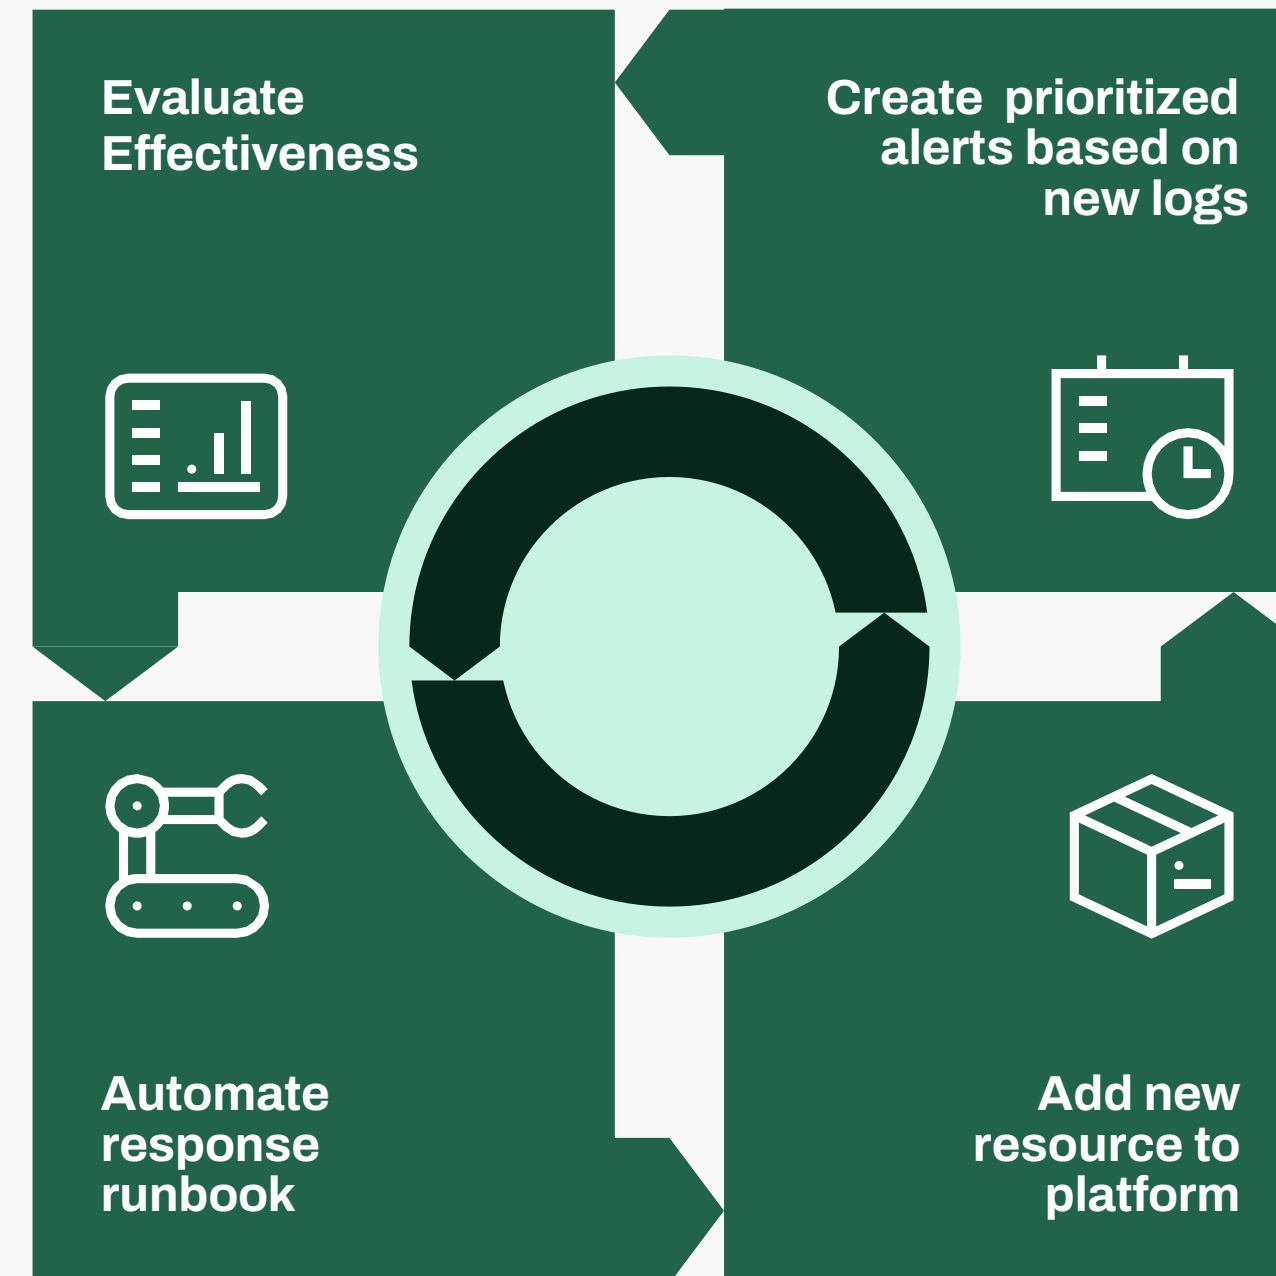 Evaluate
Effectiveness
Create  prioritized
alerts based on
new logs
Automate
response
runbook
Add new
resource to
platform